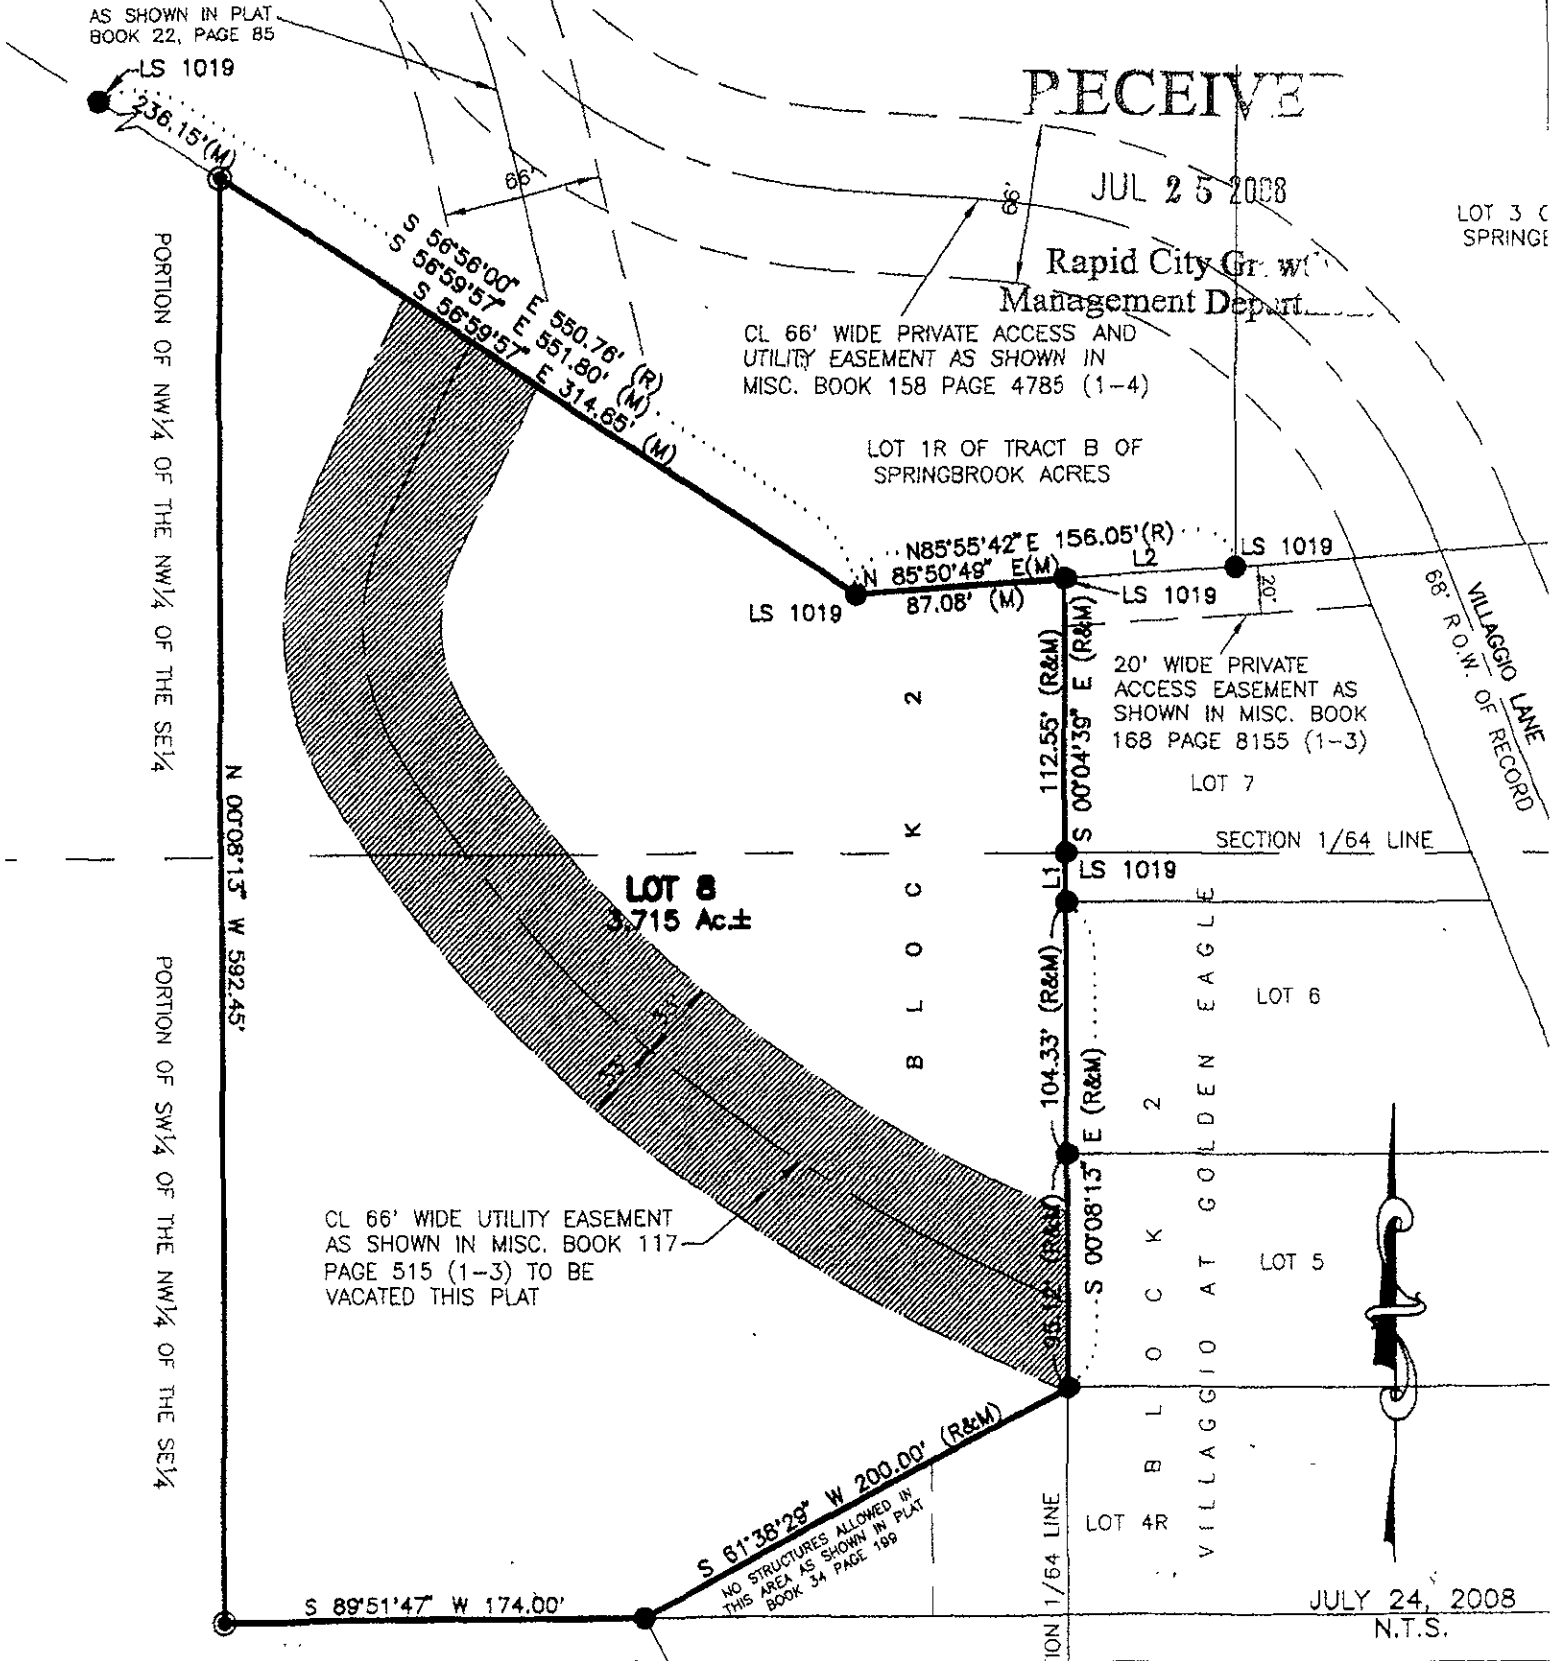 AS SHOWN IN PLAT
BOOK 22, PAGE 85
LS 1019
236.15'(M)
66'
RECEIVE
JUL 25 2008
66'
Rapid City Gr wt
Management Depart
LOT 3
SPRINGB
S 56°56'00" E 550.76' (R)
S 56°59'57" E 551.80' (M)
S 56°59'57" E 314.65' (M)
CL 66' WIDE PRIVATE ACCESS AND
UTILITY EASEMENT AS SHOWN IN
MISC. BOOK 158 PAGE 4785 (1-4)
LOT 1R OF TRACT B OF
SPRINGBROOK ACRES
PORTION OF NW¼ OF THE NW¼ OF THE SE¼
N85°55'42"E 156.05'(R)
N 85°50'49" E(M)
87.08' (M)
L2
LS 1019
LS 1019
LS 1019
20'
VILLAGGIO LANE
68' R.O.W. OF RECORD
20' WIDE PRIVATE
ACCESS EASEMENT AS
SHOWN IN MISC. BOOK
168 PAGE 8155 (1-3)
112.55' (R&M)
S 00°04'39" E (R&M)
LOT 7
SECTION 1/64 LINE
L1
LS 1019
N 00°08'13" W 592.45'
LOT 8
3.715 Ac.±
BLOCK 2
33'
33'
104.33' (R&M)
S 00°08'13" E (R&M)
95.12' (R&M)
LOT 6
BLOCK 2
VILLAGGIO AT GOLDEN EAGLE
LOT 5
PORTION OF SW¼ OF THE NW¼ OF THE SE¼
CL 66' WIDE UTILITY EASEMENT
AS SHOWN IN MISC. BOOK 117
PAGE 515 (1-3) TO BE
VACATED THIS PLAT
S 61°38'29" W 200.00' (R&M)
NO STRUCTURES ALLOWED IN
THIS AREA AS SHOWN IN PLAT
BOOK 34 PAGE 199
ION 1/64 LINE
LOT 4R
S 89°51'47" W 174.00'
JULY 24, 2008
N.T.S.